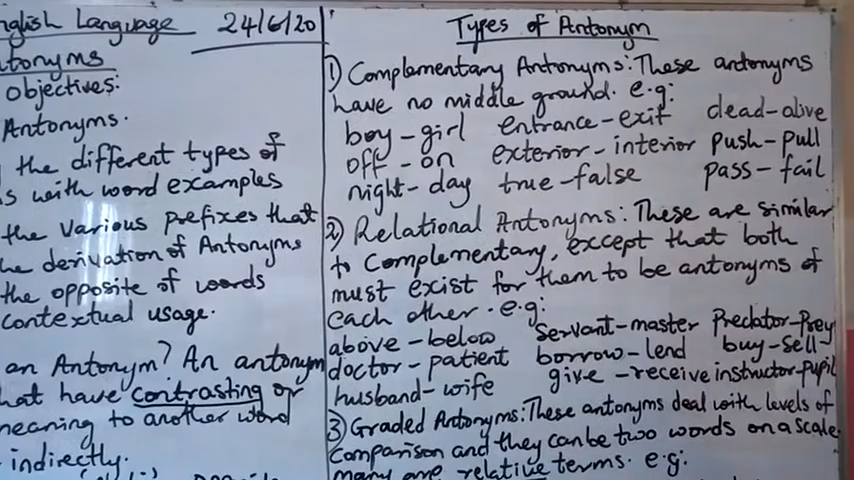 English Language 24/6/20
Antonyms
Objectives:
Antonyms.
the different types of
s with word examples
the various prefixes that
he derivation of Antonyms
the opposite of words
contextual usage.
an Antonym? An antonym
hat have contrasting or
meaning to another word
indirectly.
Types of Antonym
1) Complementary Antonyms: These antonyms
have no middle ground. e.g:
boy - girl entrance - exit dead - alive
off - on exterior - interior push - pull
night - day true - false pass - fail
2) Relational Antonyms: These are similar
to Complementary, except that both
must exist for them to be antonyms of
each other. e.g:
above - below servant - master Predator - Prey
doctor - patient borrow - lend buy - sell
husband - wife give - receive instructor - pupil
3) Graded Antonyms: These antonyms deal with levels of
comparison and they can be two words on a scale.
many are relative terms. e.g: